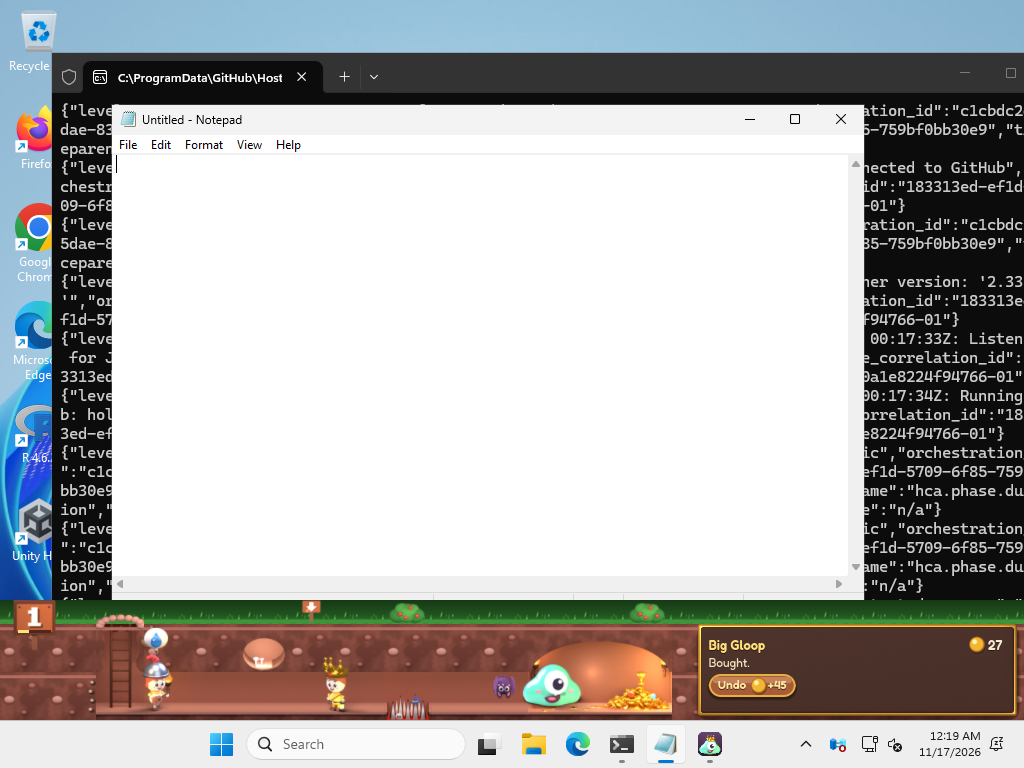 Recycle
C:\ProgramData\GitHub\Host
Untitled - Notepad
File Edit Format View Help
{"leve
ration_id":"c1cbdc2
dae-83
5-759bf0bb30e9","t
eparen
{"leve
nected to GitHub",
chestr
id":"183313ed-ef1d
09-6f8
-01"}
{"leve
ration_id":"c1cbdc
5dae-8
85-759bf0bb30e9","
cepare
{"leve
ner version: '2.33
'","or
ation_id":"183313e
f1d-57
f94766-01"}
{"leve
00:17:33Z: Listen
for J
e_correlation_id":
3313ed
0a1e8224f94766-01"
{"leve
00:17:34Z: Running
b: hol
orrelation_id":"18
3ed-ef
e8224f94766-01"}
{"leve
ic","orchestration
":"c1c
ef1d-5709-6f85-759
bb30e9
ame":"hca.phase.du
ion","
e":"n/a"}
{"leve
ic","orchestration
":"c1c
ef1d-5709-6f85-759
bb30e9
ame":"hca.phase.du
ion","
:"n/a"}
Firefo
Googl
Chrom
Micros
Edge
R 4.6.
Unity H
1
Big Gloop
27
Bought.
Undo +45
Search
12:19 AM
11/17/2026